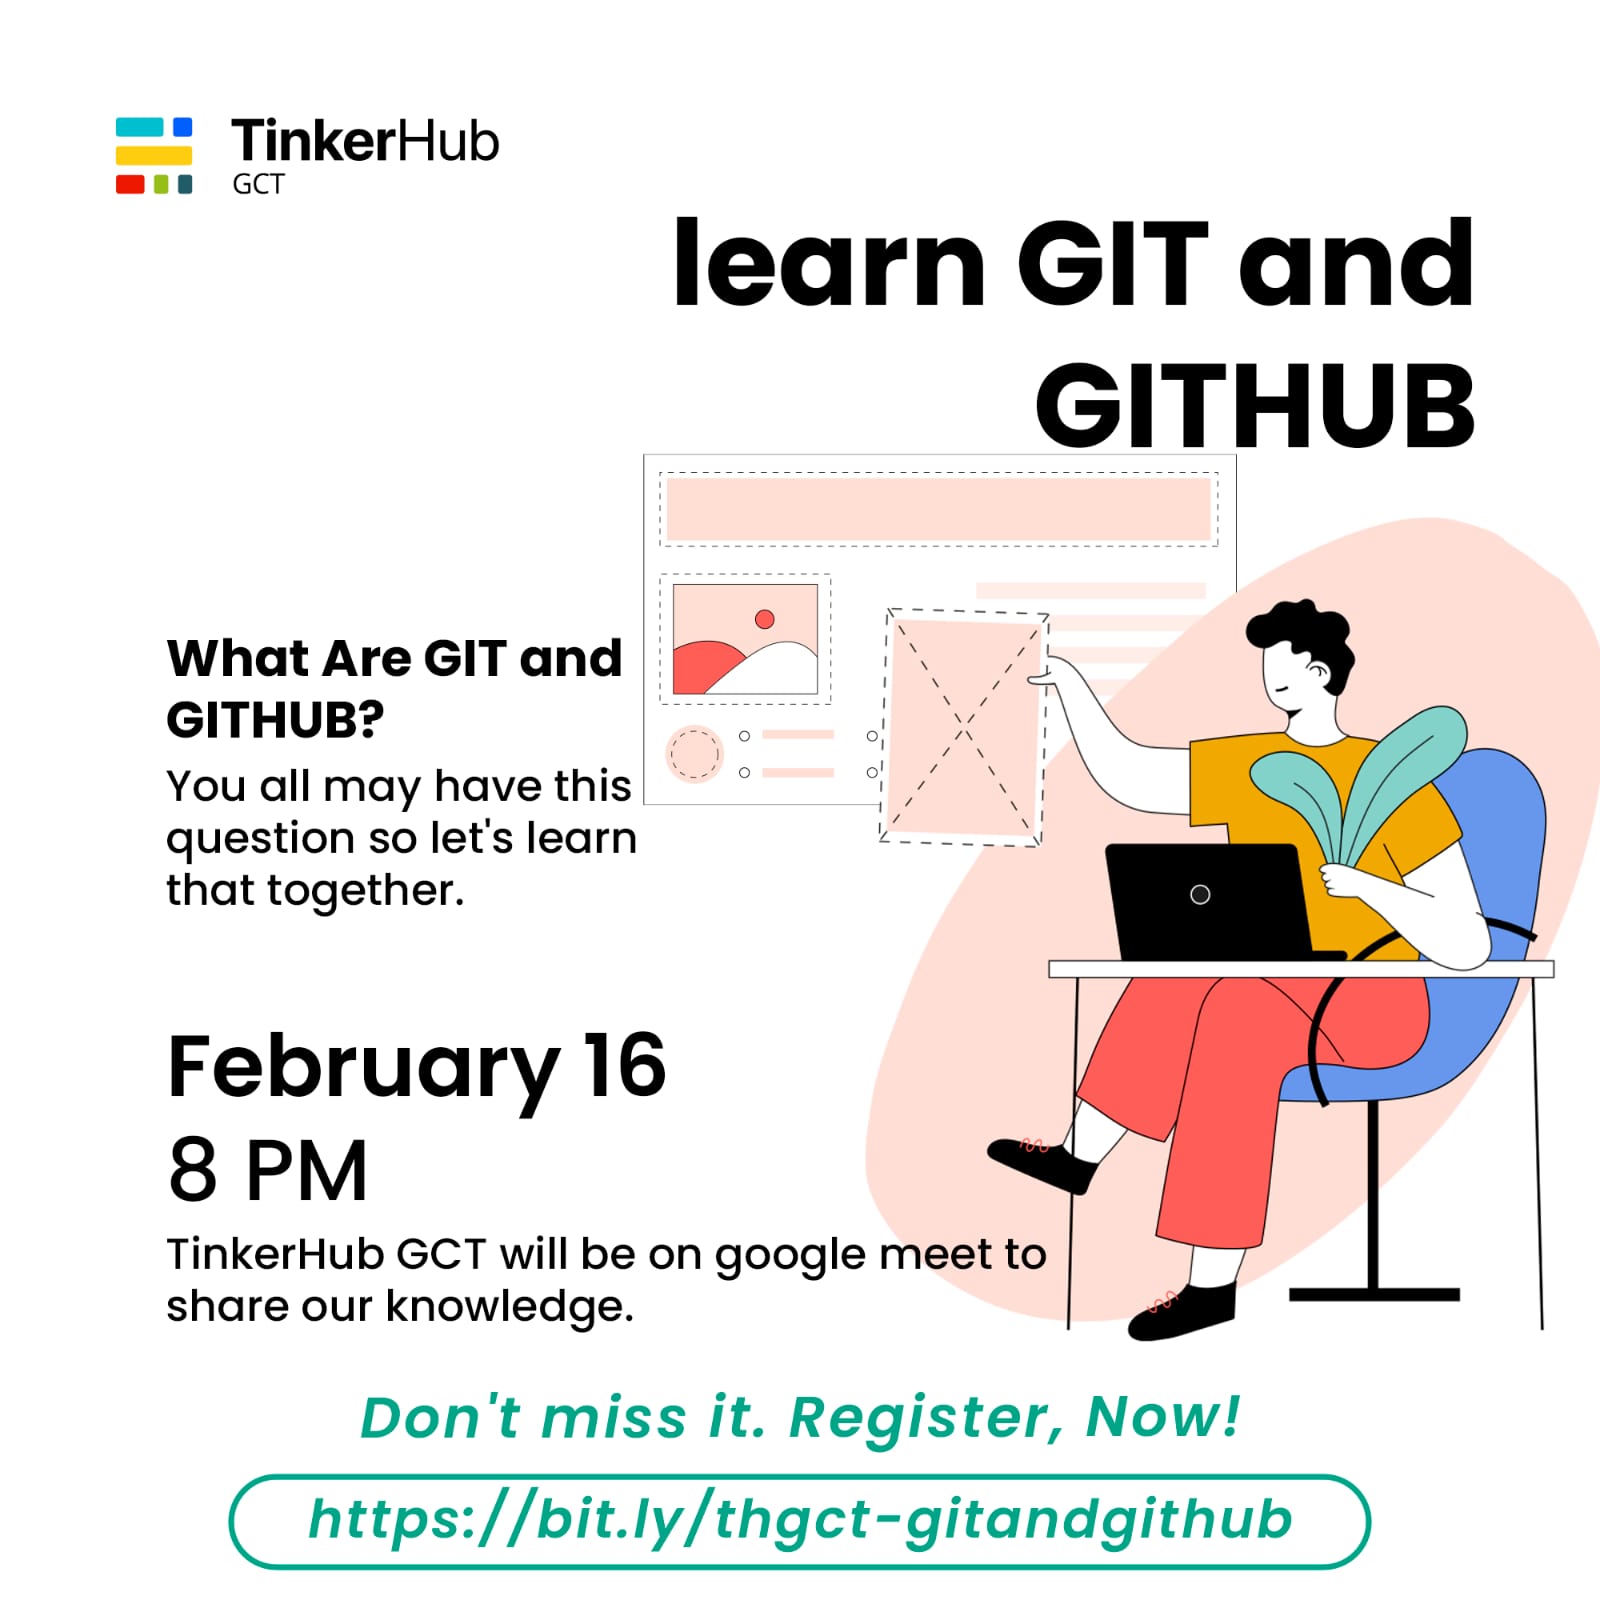 TinkerHub
GCT
learn GIT and
GITHUB
What Are GIT and
GITHUB?
You all may have this
question so let's learn
that together.
February 16
8 PM
TinkerHub GCT will be on google meet to
share our knowledge.
Don't miss it. Register, Now!
https://bit.ly/thgct-gitandgithub